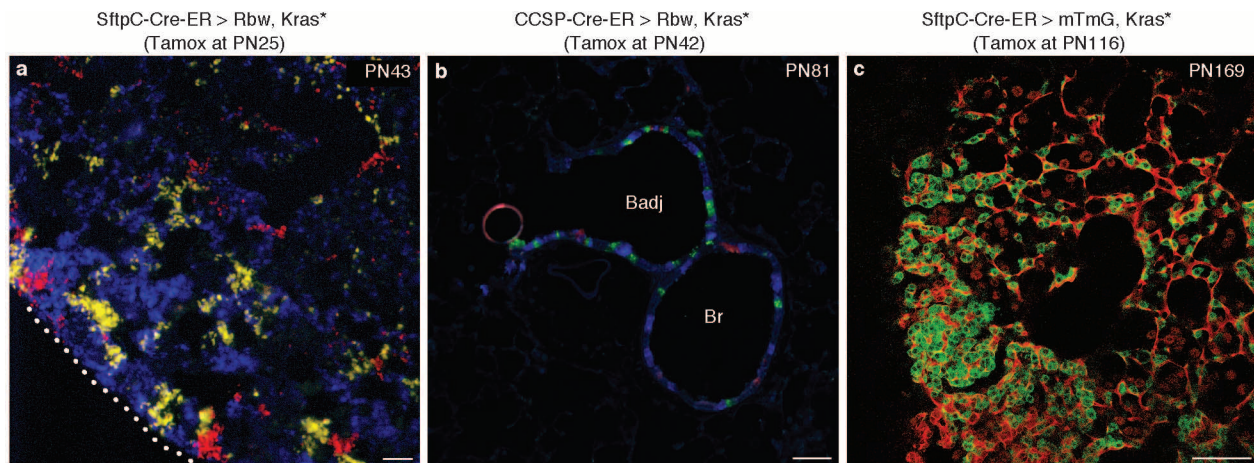 SftpC-Cre-ER > Rbw, Kras*
(Tamox at PN25)
CCSP-Cre-ER > Rbw, Kras*
(Tamox at PN42)
SftpC-Cre-ER > mTmG, Kras*
(Tamox at PN116)
a
PN43
b
PN81
Badj
Br
c
PN169